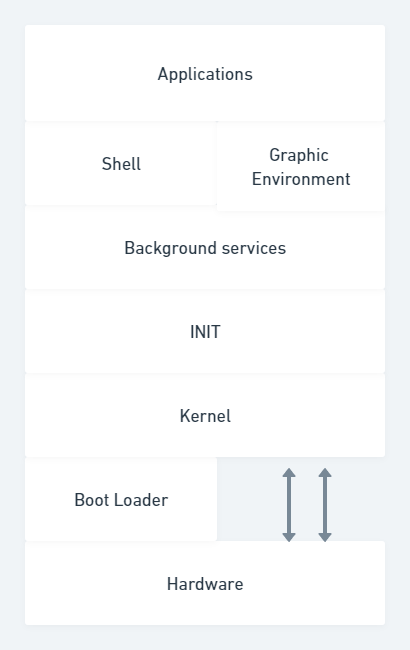 Applications
Shell
Graphic
Environment
Background services
INIT
Kernel
Boot Loader
Hardware